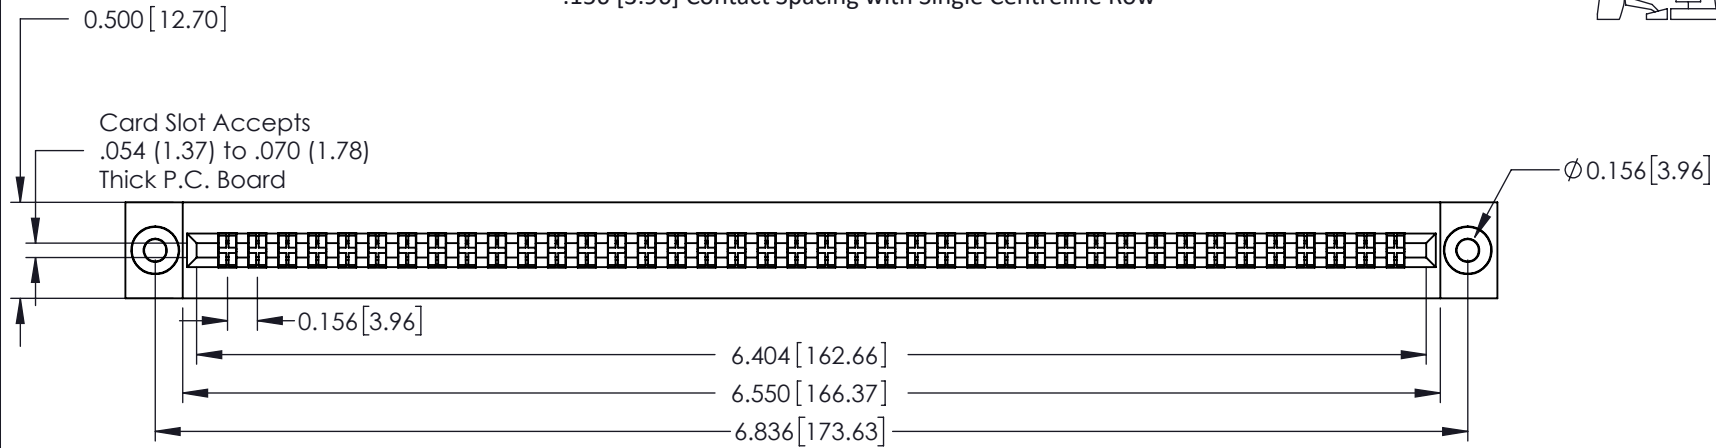 .156 [3.96] Contact Spacing with Single Centreline Row
0.500 [12.70]
Card Slot Accepts
.054 (1.37) to .070 (1.78)
Thick P.C. Board
Ø0.156 [3.96]
0.156 [3.96]
6.404 [162.66]
6.550 [166.37]
6.836 [173.63]